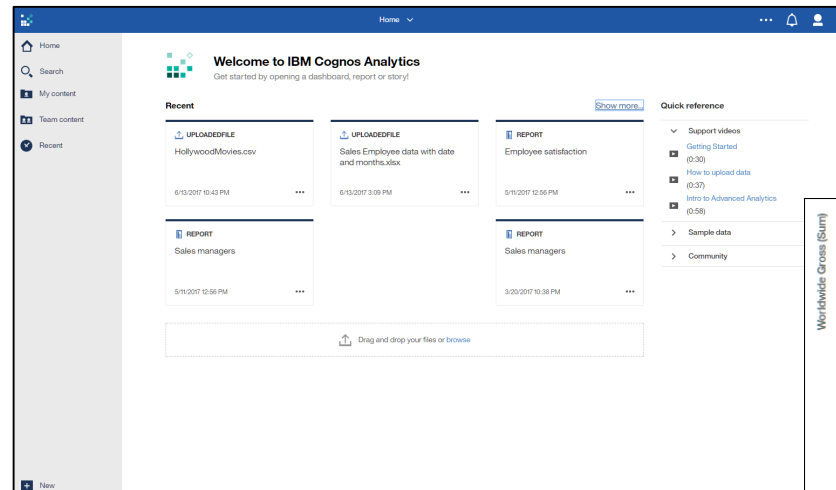 Home
Home
Search
My content
Team content
Recent
New
Welcome to IBM Cognos Analytics
Get started by opening a dashboard, report or story!
Recent
Show more...
UPLOADEDFILE
HollywoodMovies.csv
6/13/2017 10:43 PM
UPLOADEDFILE
Sales Employee data with date
and months.xlsx
6/13/2017 3:09 PM
REPORT
Employee satisfaction
5/11/2017 12:56 PM
REPORT
Sales managers
5/11/2017 12:56 PM
REPORT
Sales managers
3/20/2017 10:38 PM
Drag and drop your files or browse
Quick reference
Support videos
Getting Started
(0:30)
How to upload data
(0:37)
Intro to Advanced Analytics
(0:58)
Sample data
Community
Worldwide Gross (Sum)